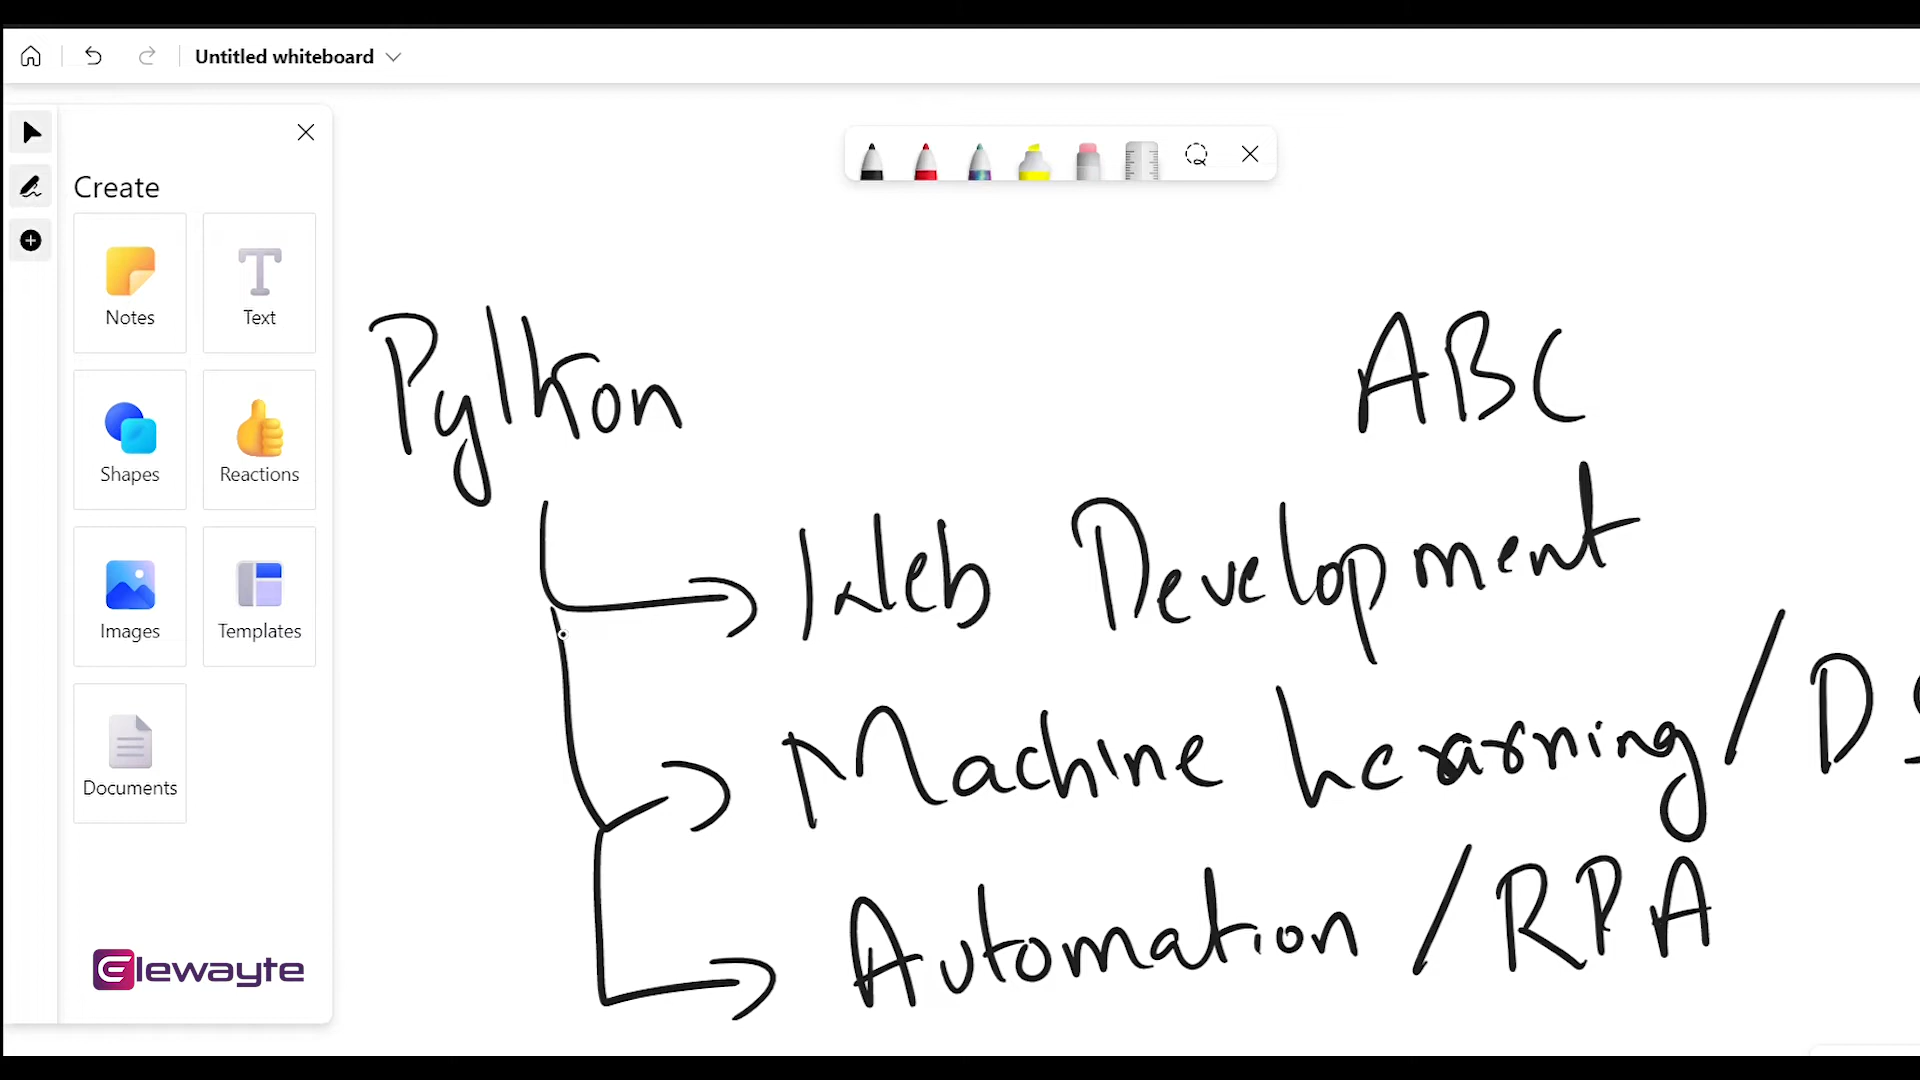 Untitled whiteboard
Create
Notes
Text
Shapes
Reactions
Images
Templates
Documents
Elewayte
Python
ABC
Web Development
Machine Learning / D
Automation / RPA